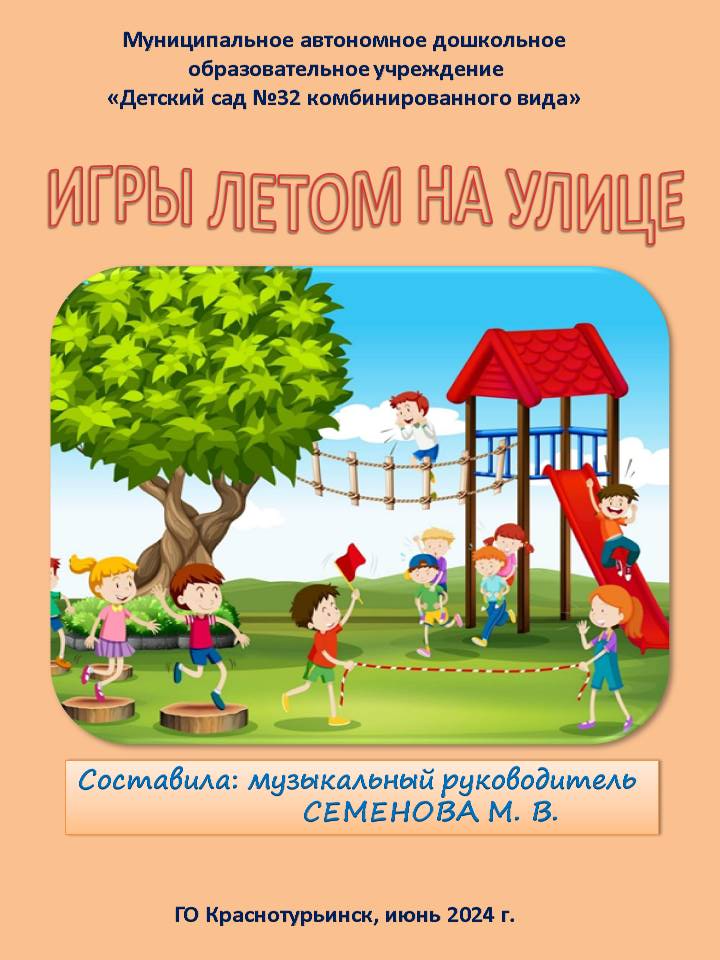 Муниципальное автономное дошкольное
образовательное учреждение
«Детский сад №32 комбинированного вида»
ИГРЫ ЛЕТОМ НА УЛИЦЕ
Составила: музыкальный руководитель
СЕМЕНОВА М. В.
ГО Краснотурьинск, июнь 2024 г.